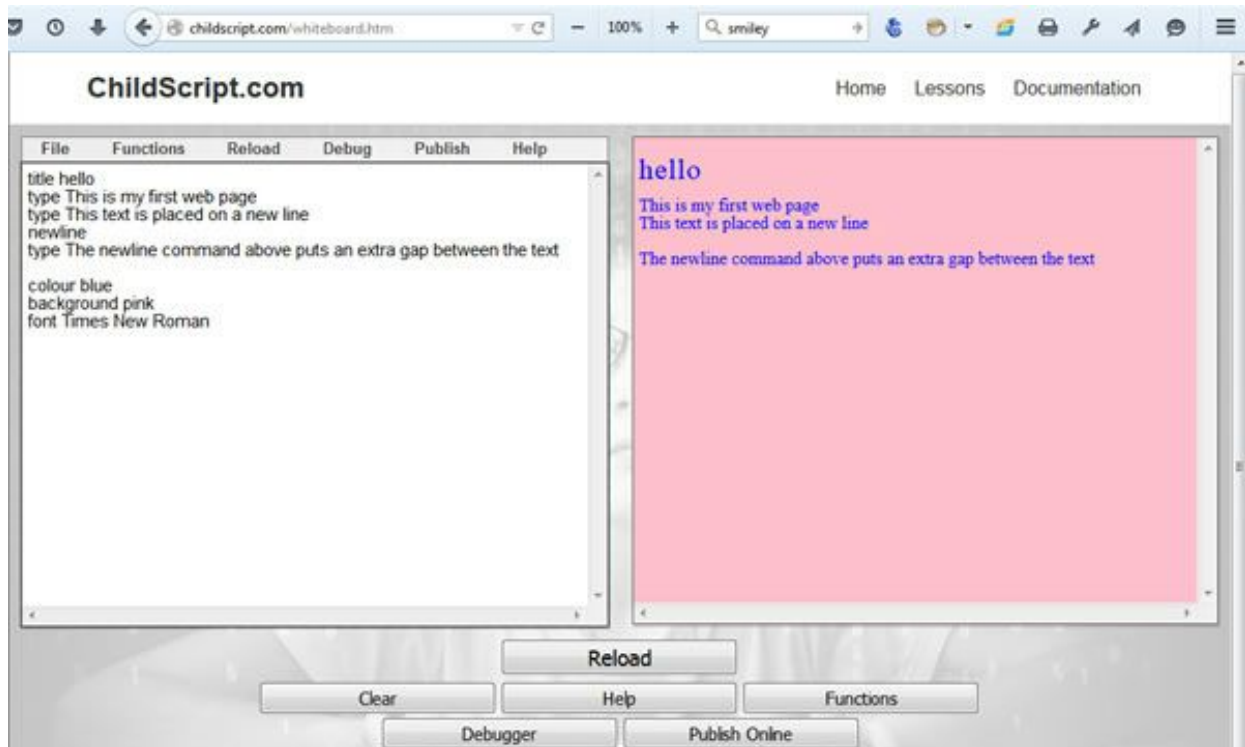 childscript.com/whiteboard.htm
100%
smiley
ChildScript.com
Home Lessons Documentation
File Functions Reload Debug Publish Help
title hello
type This is my first web page
type This text is placed on a new line
newline
type The newline command above puts an extra gap between the text
colour blue
background pink
font Times New Roman
hello
This is my first web page
This text is placed on a new line
The newline command above puts an extra gap between the text
Reload
Clear Help Functions
Debugger Publish Online